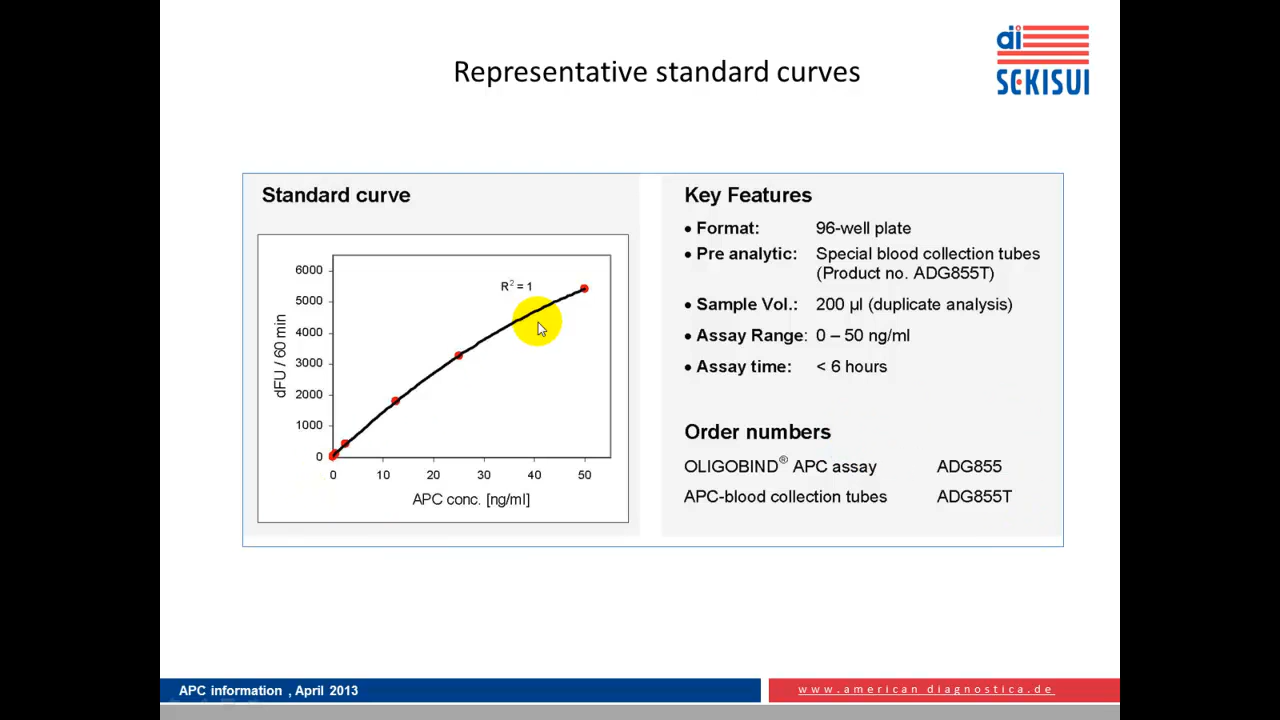 Representative standard curves
ai
SEKISUI
Standard curve
6000
5000
4000
3000
2000
1000
0
dFU / 60 min
R² = 1
0 10 20 30 40 50
APC conc. [ng/ml]
Key Features
• Format: 96-well plate
• Pre analytic: Special blood collection tubes
(Product no. ADG855T)
• Sample Vol.: 200 µl (duplicate analysis)
• Assay Range: 0 – 50 ng/ml
• Assay time: < 6 hours
Order numbers
OLIGOBIND® APC assay ADG855
APC-blood collection tubes ADG855T
APC information , April 2013
www.american diagnostica.de